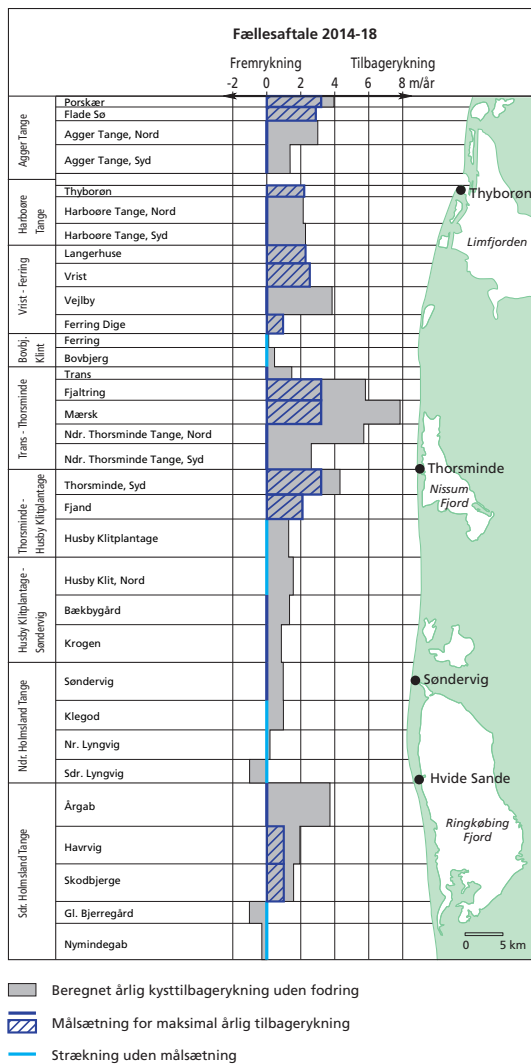 Fællesaftale 2014-18
Fremrykning
Tilbagerykning
-2
0
2
4
6
8 m/år
Agger Tange
Porskær
Flade Sø
Agger Tange, Nord
Agger Tange, Syd
Harboøre
Tange
Thyborøn
Harboøre Tange, Nord
Harboøre Tange, Syd
Vrist - Ferring
Langerhuse
Vrist
Vejlby
Ferring Dige
Bovbj.
Klint
Ferring
Bovbjerg
Trans - Thorsminde
Trans
Fjaltring
Mærsk
Ndr. Thorsminde Tange, Nord
Ndr. Thorsminde Tange, Syd
Thorsminde -
Husby Klitplantage
Thorsminde, Syd
Fjand
Husby Klitplantage
Husby Klitplantage -
Søndervig
Husby Klit, Nord
Bækbygård
Krogen
Ndr. Holmsland Tange
Søndervig
Klegod
Nr. Lyngvig
Sdr. Lyngvig
Sdr. Holmsland Tange
Årgab
Havrvig
Skodbjerge
Gl. Bjerregård
Nymindegab
Thyborøn
Limfjorden
Thorsminde
Nissum
Fjord
Søndervig
Hvide Sande
Ringkøbing
Fjord
0
5 km
Beregnet årlig kysttilbagerykning uden fodring
Målsætning for maksimal årlig tilbagerykning
Strækning uden målsætning